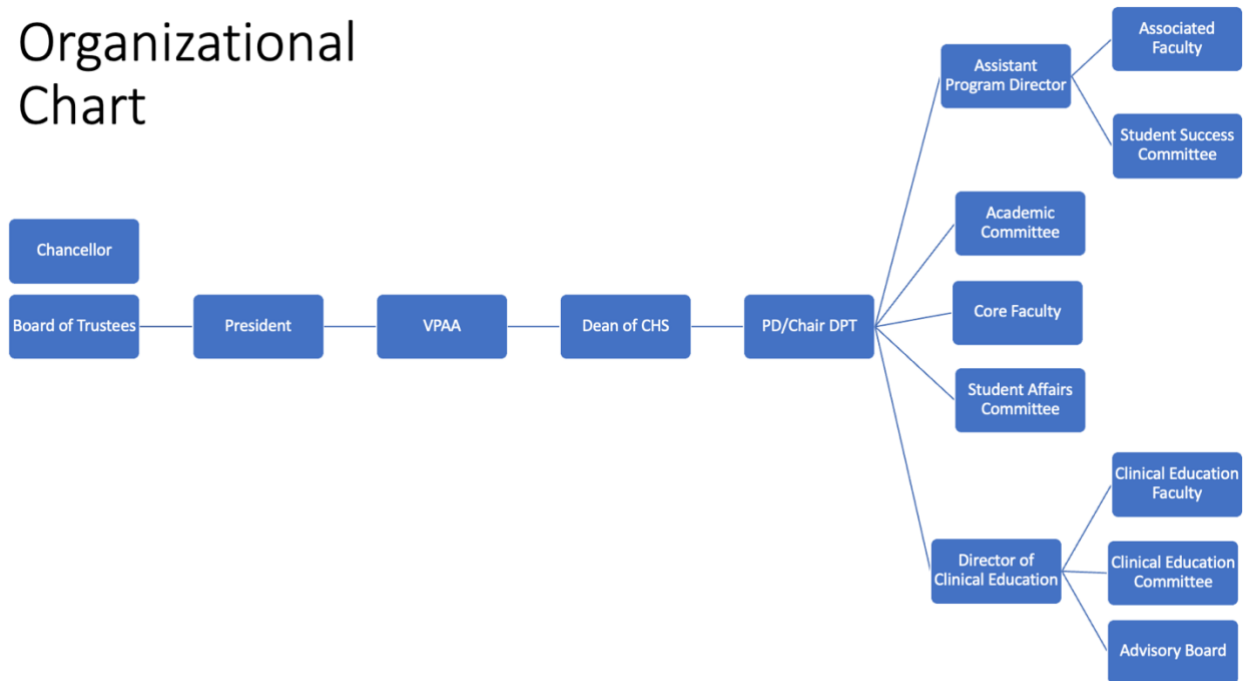 Organizational
Chart
Chancellor
Board of Trustees
President
VPAA
Dean of CHS
PD/Chair DPT
Assistant
Program Director
Associated
Faculty
Student Success
Committee
Academic
Committee
Core Faculty
Student Affairs
Committee
Director of
Clinical Education
Clinical Education
Faculty
Clinical Education
Committee
Advisory Board